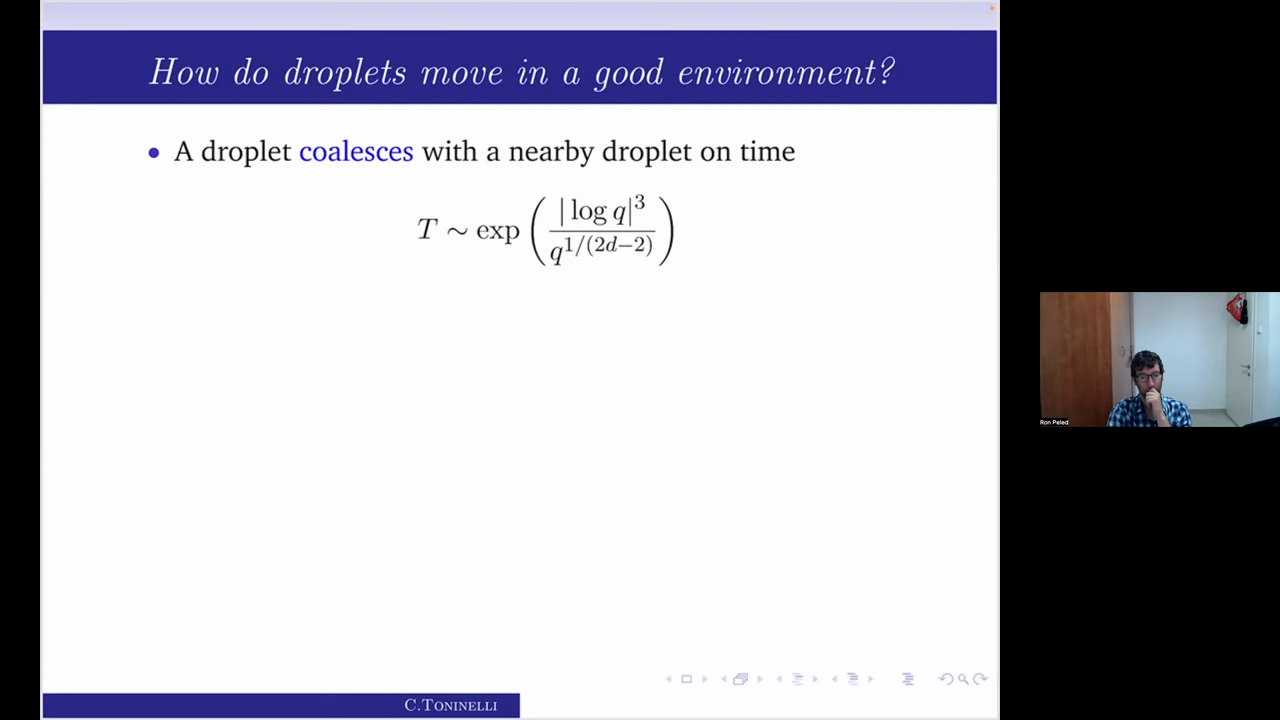 How do droplets move in a good environment?
• A droplet coalesces with a nearby droplet on time
T ∼ exp ( |log q|³ / q^{1/(2d−2)} )
Ron Peled
C.Toninelli